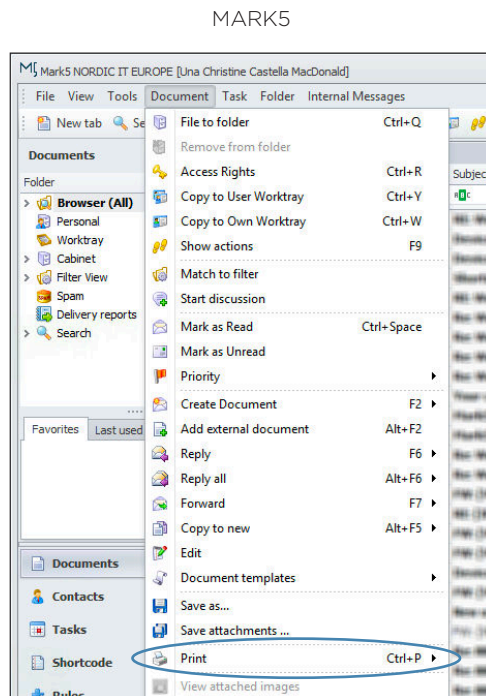 MARK5
Mark5 NORDIC IT EUROPE [Una Christine Castella MacDonald]
File View Tools Document Task Folder Internal Messages
New tab Se
Documents
Folder
Browser (All)
Personal
Worktray
Cabinet
Filter View
Spam
Delivery reports
Search
Favorites Last used
Documents
Contacts
Tasks
Shortcode
Rules
File to folder Ctrl+Q
Remove from folder
Access Rights Ctrl+R
Copy to User Worktray Ctrl+Y
Copy to Own Worktray Ctrl+W
Show actions F9
Match to filter
Start discussion
Mark as Read Ctrl+Space
Mark as Unread
Priority
Create Document F2
Add external document Alt+F2
Reply F6
Reply all Alt+F6
Forward F7
Copy to new Alt+F5
Edit
Document templates
Save as...
Save attachments ...
Print Ctrl+P
View attached images
Subjec